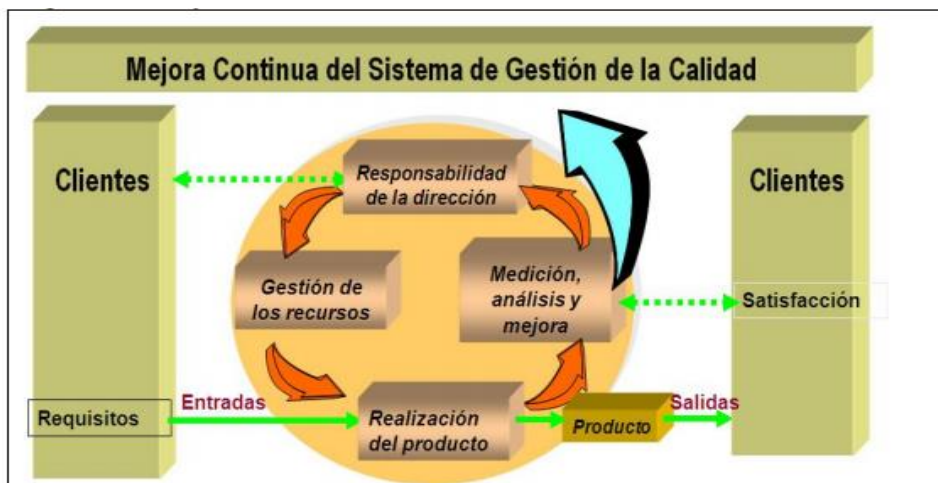 Mejora Continua del Sistema de Gestión de la Calidad
Clientes
Responsabilidad
de la dirección
Clientes
Gestión de
los recursos
Medición,
análisis y
mejora
Satisfacción
Requisitos
Entradas
Realización
del producto
Producto
Salidas